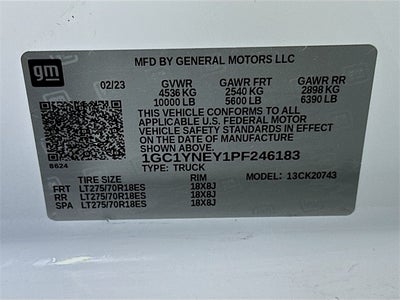 gm
MFD BY GENERAL MOTORS LLC
02/23 GVWR GAWR FRT GAWR RR
4536 KG 2540 KG 2898 KG
10000 LB 5600 LB 6390 LB
THIS VEHICLE CONFORMS TO ALL
APPLICABLE U.S. FEDERAL MOTOR
VEHICLE SAFETY STANDARDS IN EFFECT ON
THE DATE OF MANUFACTURE SHOWN ABOVE.
8624 1GC1YNEY1PF246183
TYPE: TRUCK
TIRE SIZE RIM MODEL: 13CK20743
FRT LT275/70R18ES 18X8J
RR LT275/70R18ES 18X8J
SPA LT275/70R18ES 18X8J